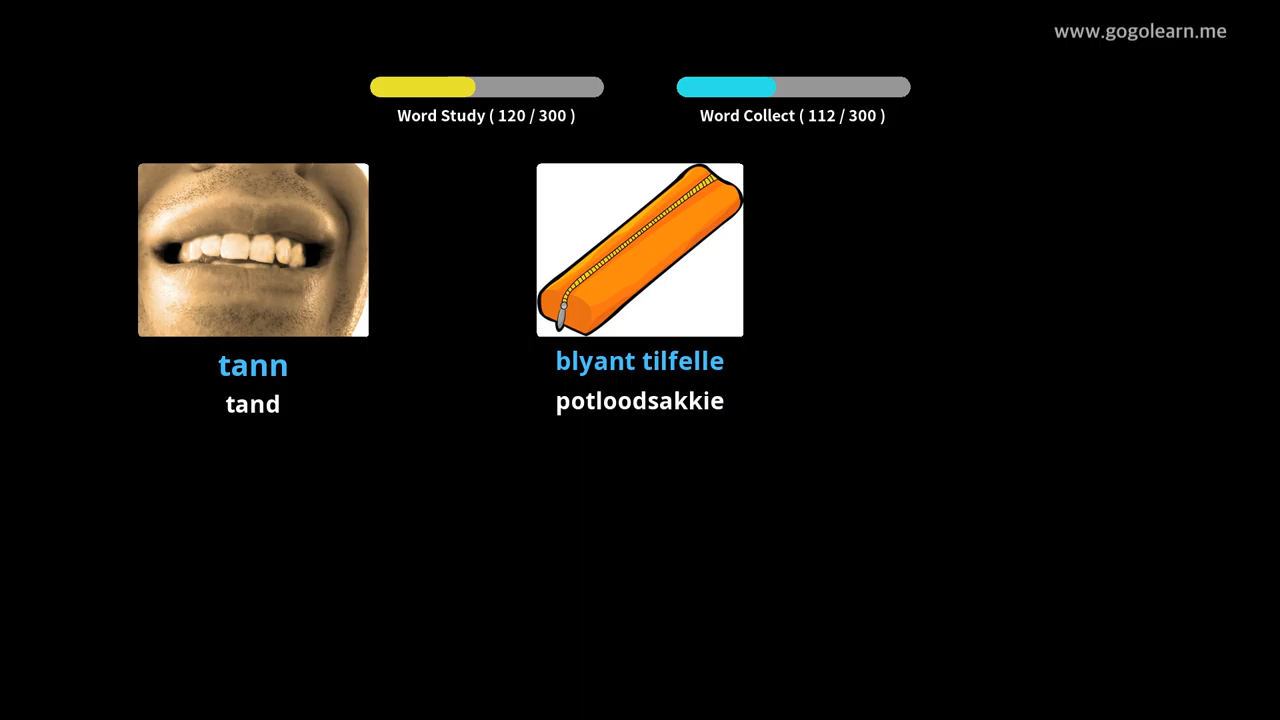 www.gogolearn.me
Word Study ( 120 / 300 )
Word Collect ( 112 / 300 )
tann
tand
blyant tilfelle
potloodsakkie